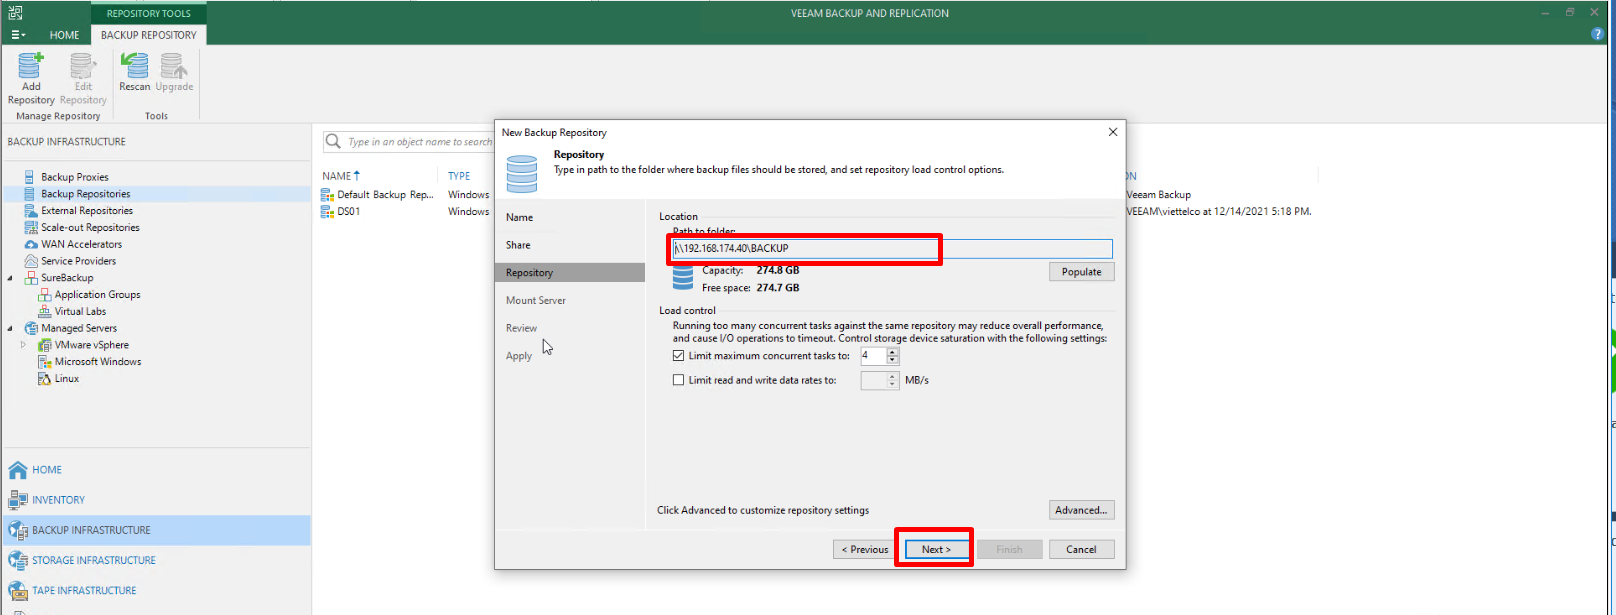 REPOSITORY TOOLS
VEEAM BACKUP AND REPLICATION
HOME
BACKUP REPOSITORY
Add Repository
Edit Repository
Rescan
Upgrade
Manage Repository
Tools
BACKUP INFRASTRUCTURE
Backup Proxies
Backup Repositories
External Repositories
Scale-out Repositories
WAN Accelerators
Service Providers
SureBackup
Application Groups
Virtual Labs
Managed Servers
VMware vSphere
Microsoft Windows
Linux
HOME
INVENTORY
BACKUP INFRASTRUCTURE
STORAGE INFRASTRUCTURE
TAPE INFRASTRUCTURE
Type in an object name to search
NAME
TYPE
Default Backup Rep...
Windows
DS01
Windows
ON
Veeam Backup
VEEAM\viettelco at 12/14/2021 5:18 PM.
New Backup Repository
Repository
Type in path to the folder where backup files should be stored, and set repository load control options.
Name
Share
Repository
Mount Server
Review
Apply
Location
Path to folder:
\\192.168.174.40\BACKUP
Capacity: 274.8 GB
Free space: 274.7 GB
Populate
Load control
Running too many concurrent tasks against the same repository may reduce overall performance,
and cause I/O operations to timeout. Control storage device saturation with the following settings:
Limit maximum concurrent tasks to: 4
Limit read and write data rates to: MB/s
Click Advanced to customize repository settings
Advanced...
< Previous
Next >
Finish
Cancel